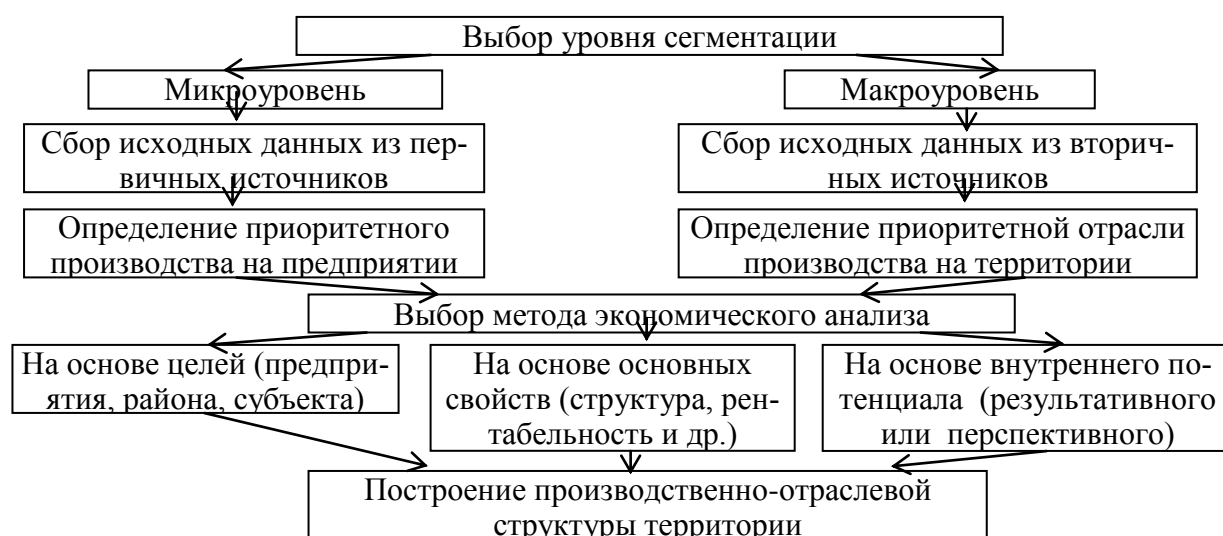 Выбор уровня сегментации
Микроуровень
Макроуровень
Сбор исходных данных из пер-
вичных источников
Сбор исходных данных из вторич-
ных источников
Определение приоритетного
производства на предприятии
Определение приоритетной отрасли
производства на территории
Выбор метода экономического анализа
На основе целей (предпри-
ятия, района, субъекта)
На основе основных
свойств (структура, рен-
табельность и др.)
На основе внутреннего по-
тенциала (результативного
или перспективного)
Построение производственно-отраслевой
структуры территории